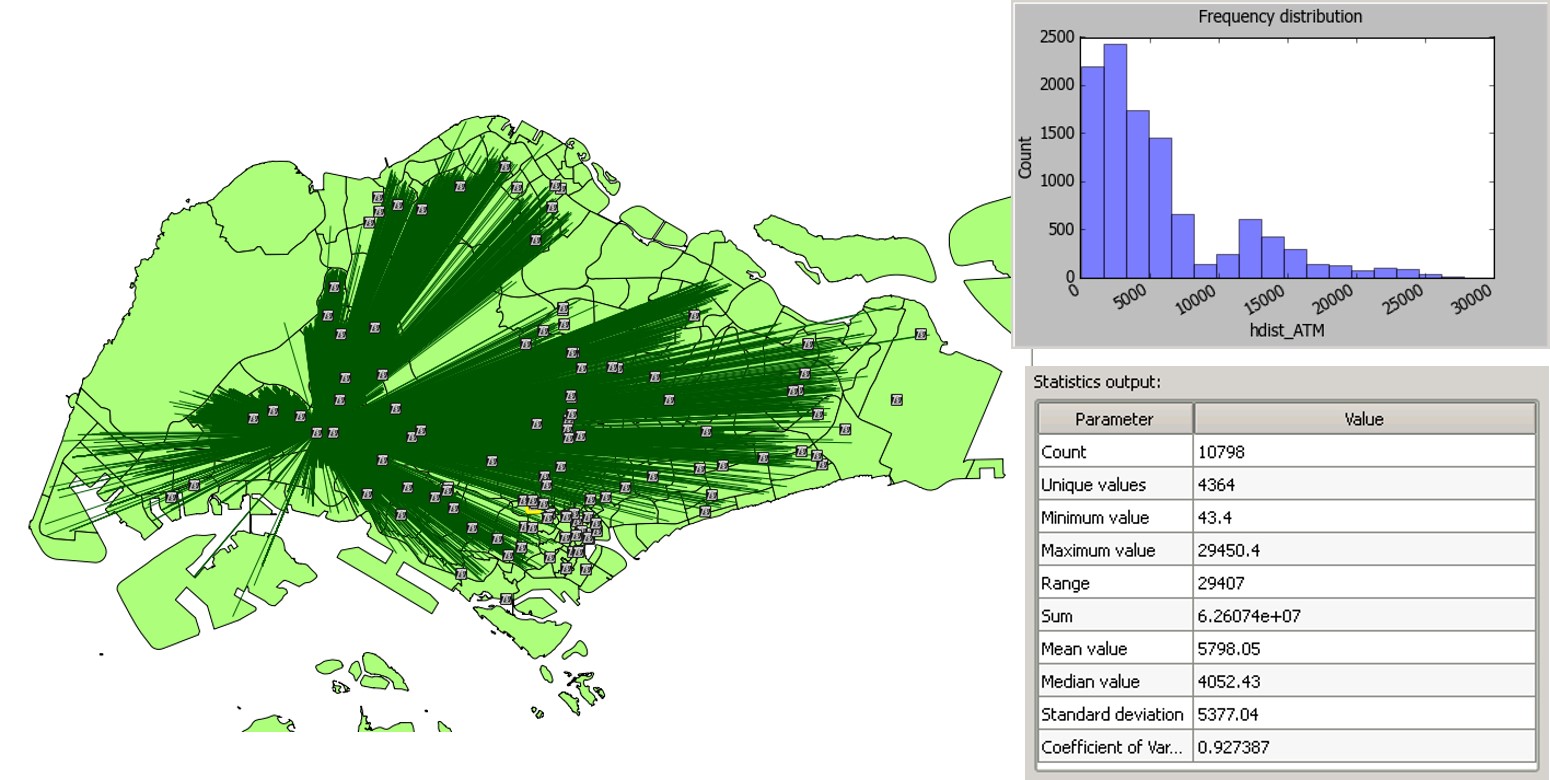 Frequency distribution
2500
2000
1500
1000
500
0
Count
0
5000
10000
15000
20000
25000
30000
hdist_ATM
Statistics output:
Parameter Value
Count 10798
Unique values 4364
Minimum value 43.4
Maximum value 29450.4
Range 29407
Sum 6.26074e+07
Mean value 5798.05
Median value 4052.43
Standard deviation 5377.04
Coefficient of Var... 0.927387